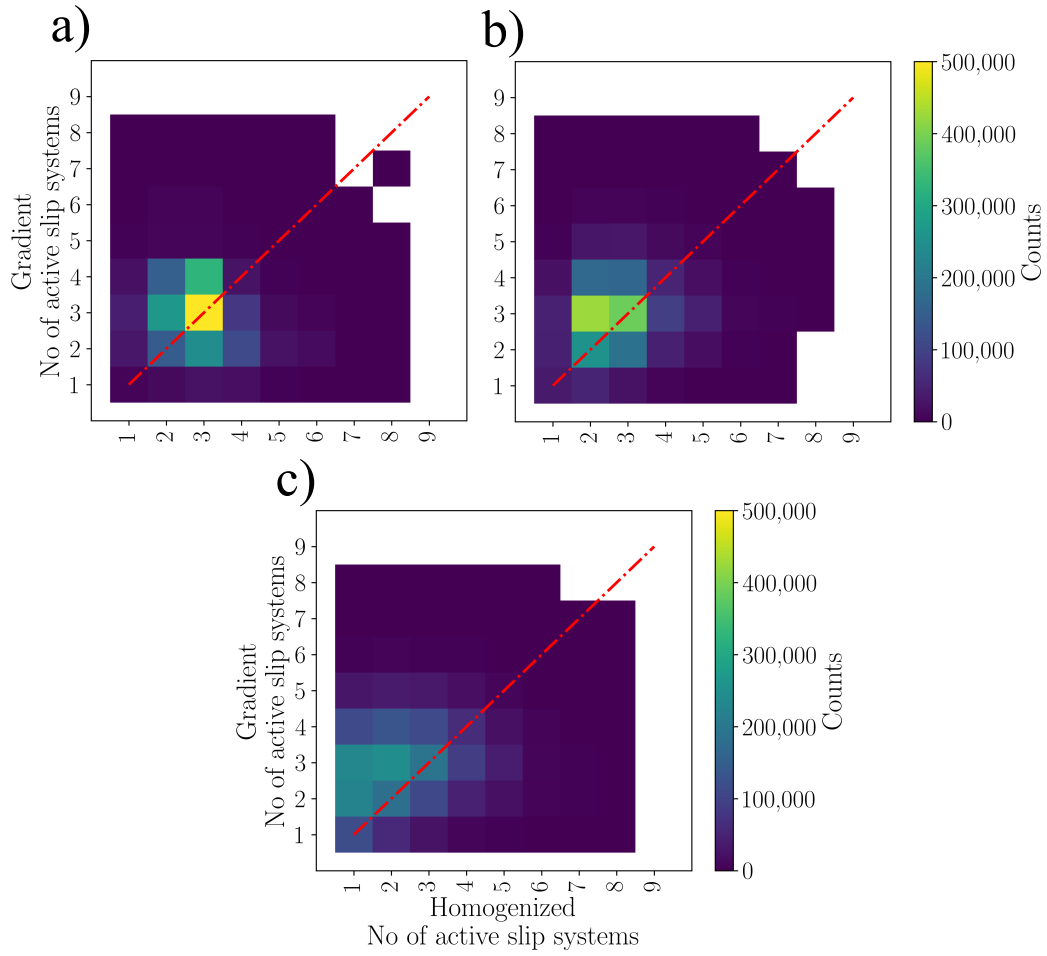 a)
b)
Gradient
No of active slip systems
9
8
7
6
5
4
3
2
1
1 2 3 4 5 6 7 8 9
9
8
7
6
5
4
3
2
1
1 2 3 4 5 6 7 8 9
500,000
400,000
300,000
200,000
100,000
0
Counts
c)
Gradient
No of active slip systems
9
8
7
6
5
4
3
2
1
1 2 3 4 5 6 7 8 9
Homogenized
No of active slip systems
500,000
400,000
300,000
200,000
100,000
0
Counts